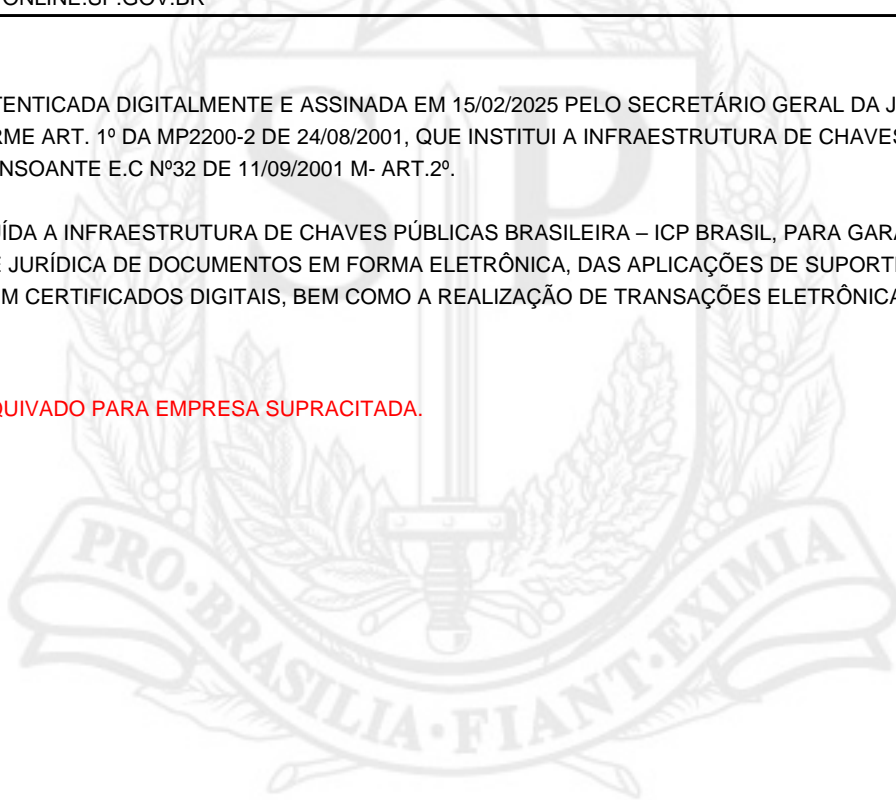 ONLINE.SP.GOV.BR
TENTICADA DIGITALMENTE E ASSINADA EM 15/02/2025 PELO SECRETÁRIO GERAL DA J
RME ART. 1º DA MP2200-2 DE 24/08/2001, QUE INSTITUI A INFRAESTRUTURA DE CHAVES
NSOANTE E.C Nº32 DE 11/09/2001 M- ART.2º.
ÍDA A INFRAESTRUTURA DE CHAVES PÚBLICAS BRASILEIRA – ICP BRASIL, PARA GARA
E JURÍDICA DE DOCUMENTOS EM FORMA ELETRÔNICA, DAS APLICAÇÕES DE SUPORTE
M CERTIFICADOS DIGITAIS, BEM COMO A REALIZAÇÃO DE TRANSAÇÕES ELETRÔNICA
QUIVADO PARA EMPRESA SUPRACITADA.
SP
PRO·BRASILIA·FIANT·EXIMIA